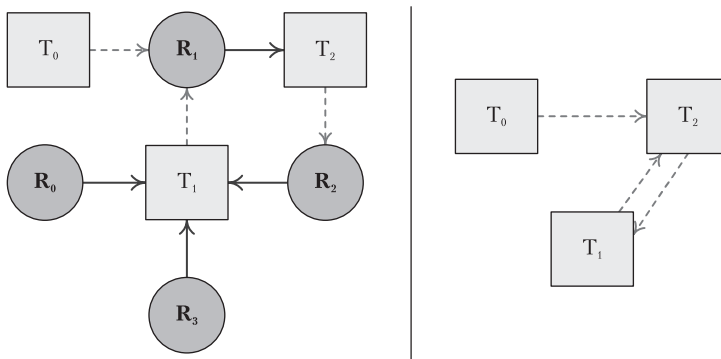 T₀ R₁ T₂
R₀ T₁ R₂
R₃
T₀ T₂
T₁